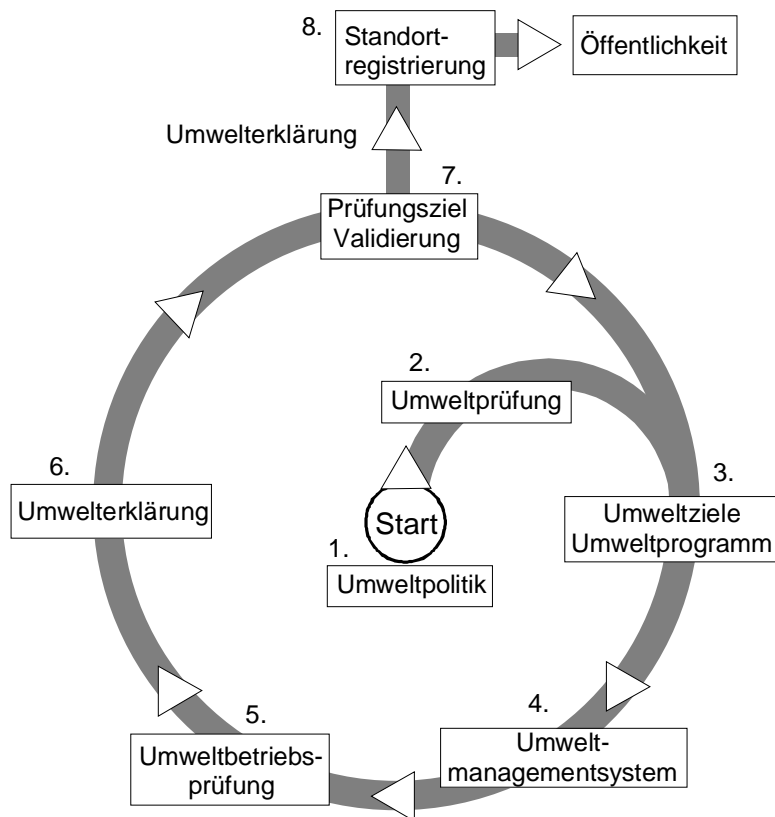 8.
Standort-
registrierung
Öffentlichkeit
Umwelterklärung
7.
Prüfungsziel
Validierung
2.
Umweltprüfung
6.
Umwelterklärung
3.
Umweltziele
Umweltprogramm
Start
1.
Umweltpolitik
5.
Umweltbetriebs-
prüfung
4.
Umwelt-
managementsystem